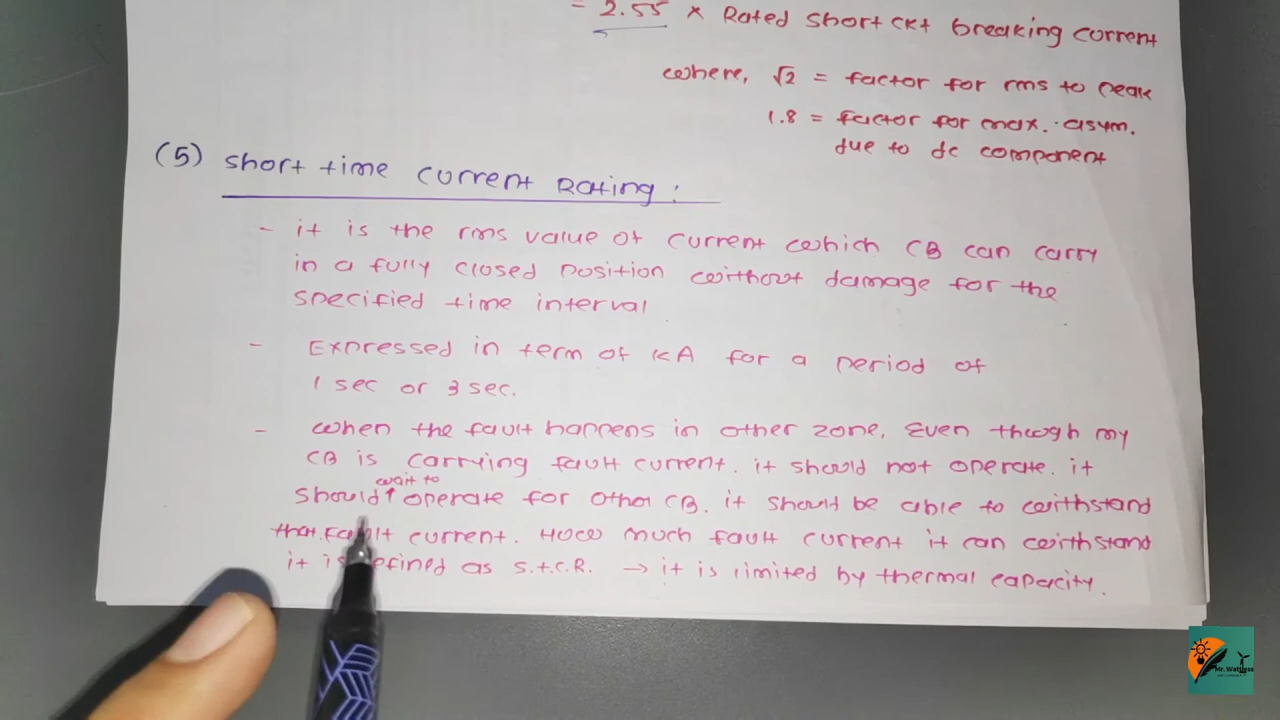 = 2.55 × Rated short ckt breaking current
where, √2 = factor for rms to peak
1.8 = factor for max. asym.
due to dc component
(5) short time current Rating:
- it is the rms value of current which CB can carry
in a fully closed position without damage for the
specified time interval
- Expressed in term of kA for a period of
1 sec or 3 sec.
- when the fault happens in other zone, Even though my
CB is carrying fault current. it should not operate. it
wait to
should ↑ operate for other CB. it should be able to withstand
that fault current. How much fault current it can withstand
it is defined as S.T.C.R. → it is limited by thermal capacity.
Mr. Wattless